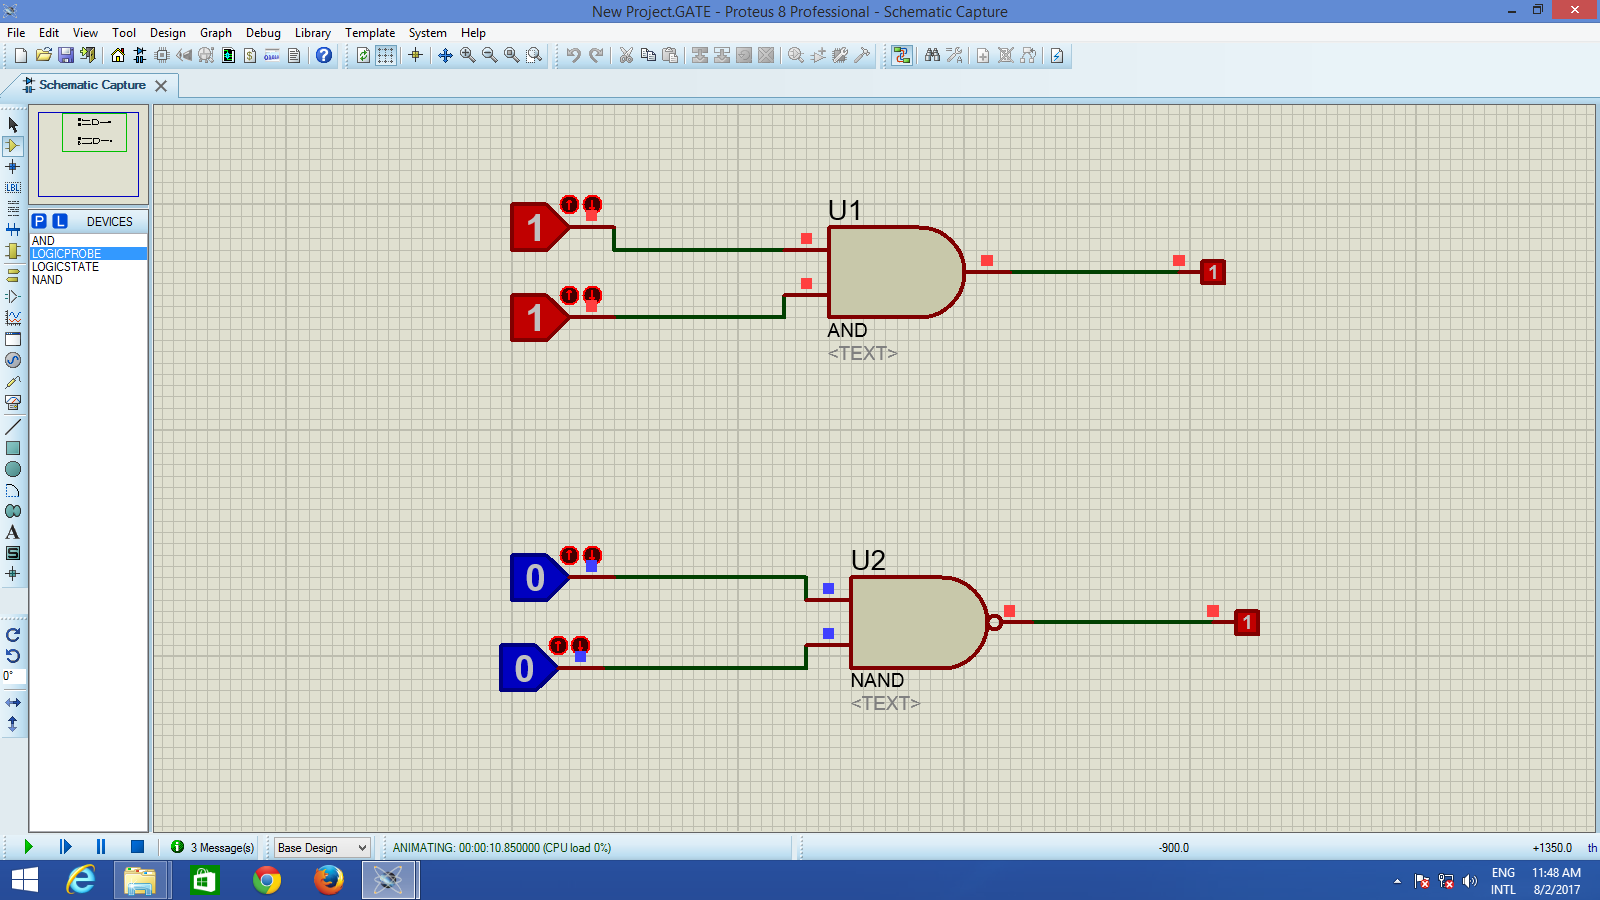 New Project.GATE - Proteus 8 Professional - Schematic Capture
File Edit View Tool Design Graph Debug Library Template System Help
Schematic Capture
P L DEVICES
AND
LOGICPROBE
LOGICSTATE
NAND
LBL
A
S
0°
U1
1
1
1
AND
<TEXT>
U2
0
0
1
NAND
<TEXT>
3 Message(s) Base Design ANIMATING: 00:00:10.850000 (CPU load 0%) -900.0 +1350.0 th
ENG 11:48 AM
INTL 8/2/2017